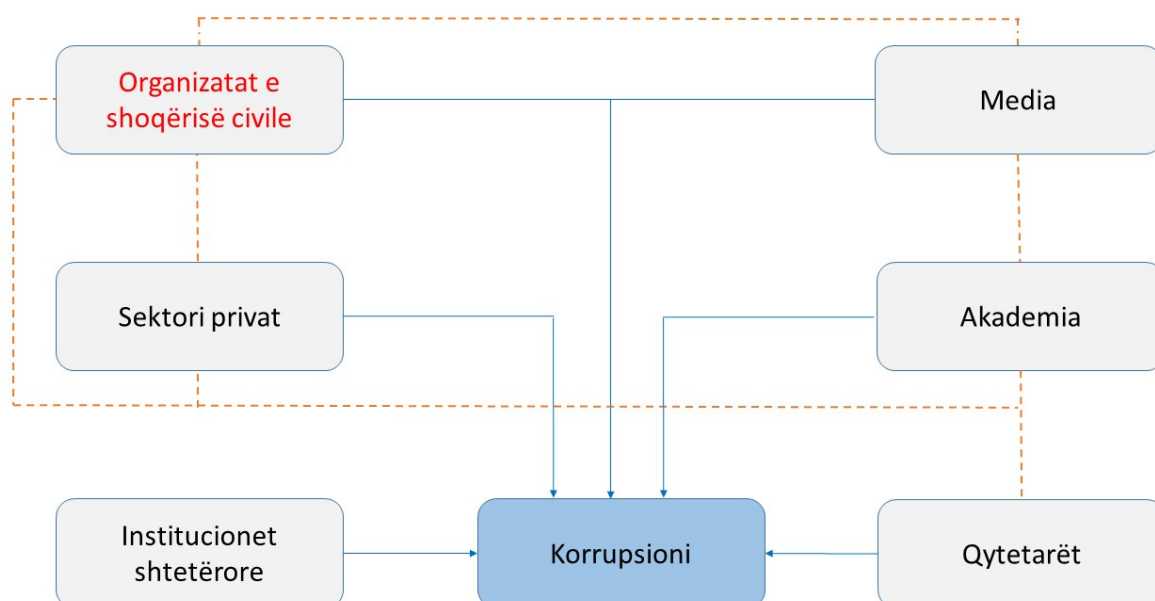 Organizatat e
shoqërisë civile
Media
Sektori privat
Akademia
Institucionet
shtetërore
Korrupsioni
Qytetarët